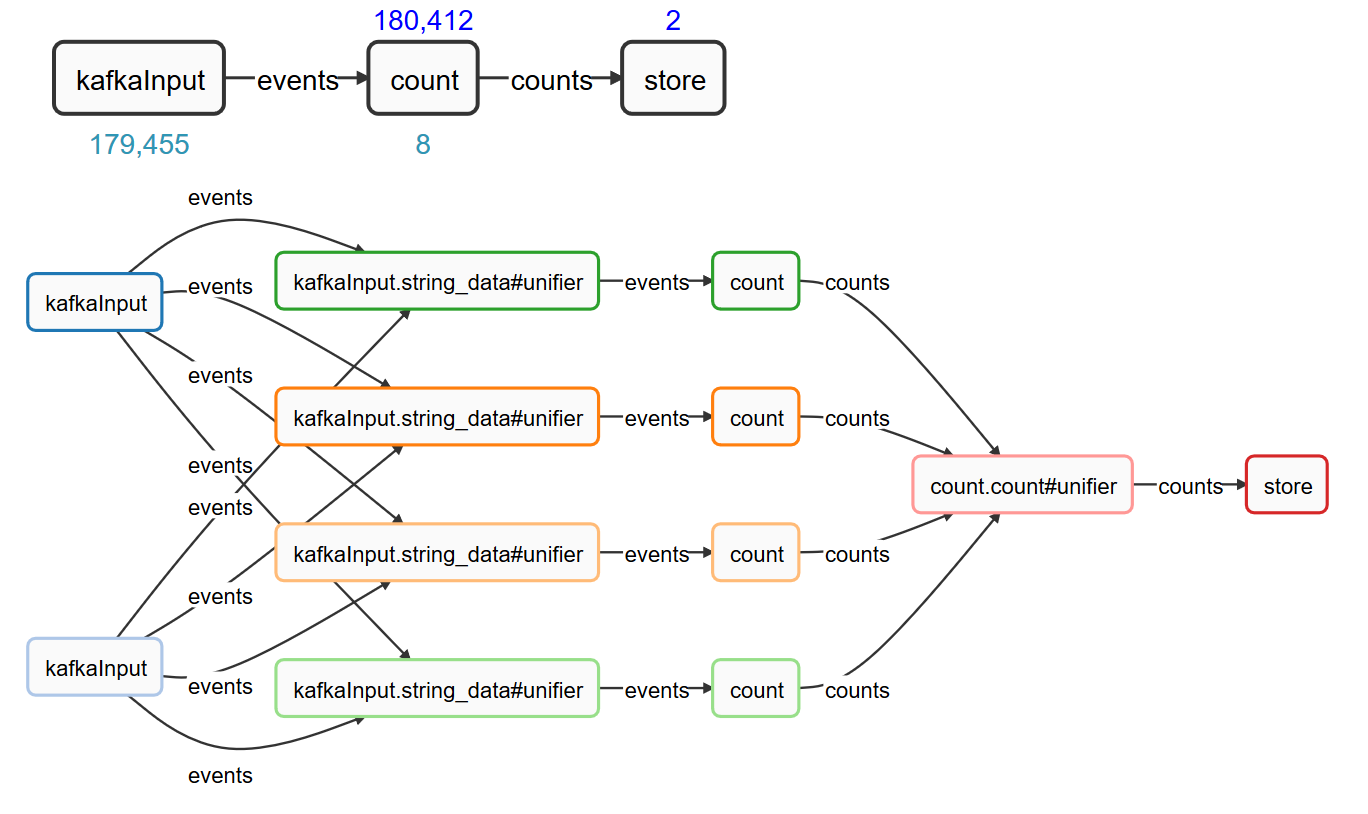 180,412 2
kafkaInput events count counts store
179,455 8
events
kafkaInput.string_data#unifier events count counts
kafkaInput events
events
kafkaInput.string_data#unifier events count counts
events
count.count#unifier counts store
events
kafkaInput.string_data#unifier events count counts
events
kafkaInput
events
kafkaInput.string_data#unifier events count counts
events